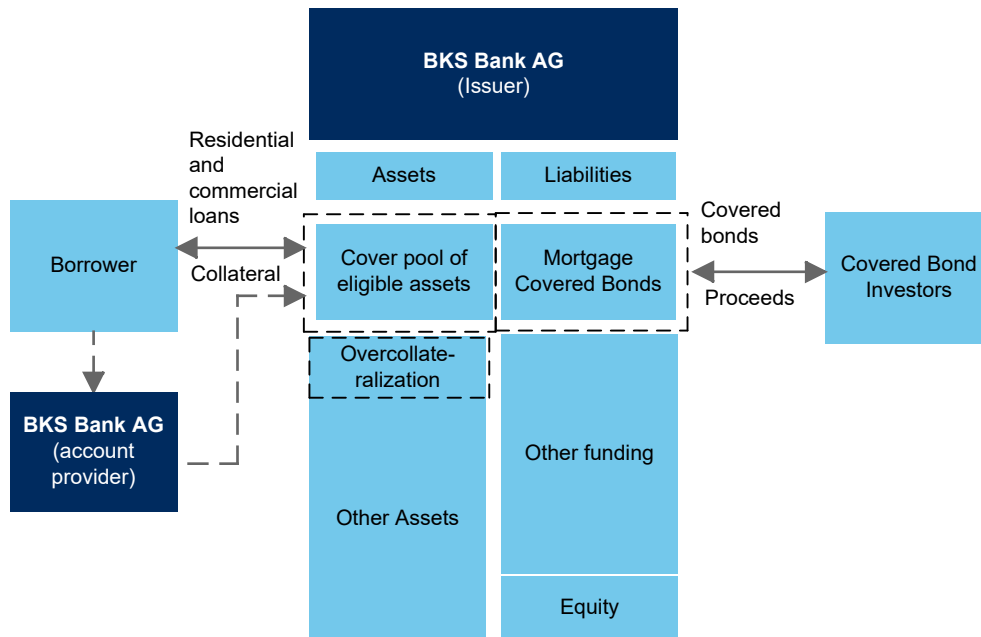 BKS Bank AG
(Issuer)
Residential
and
commercial
loans
Assets
Liabilities
Borrower
Collateral
Cover pool of
eligible assets
Mortgage
Covered Bonds
Covered
bonds
Proceeds
Covered Bond
Investors
Overcollate-
ralization
BKS Bank AG
(account
provider)
Other funding
Other Assets
Equity